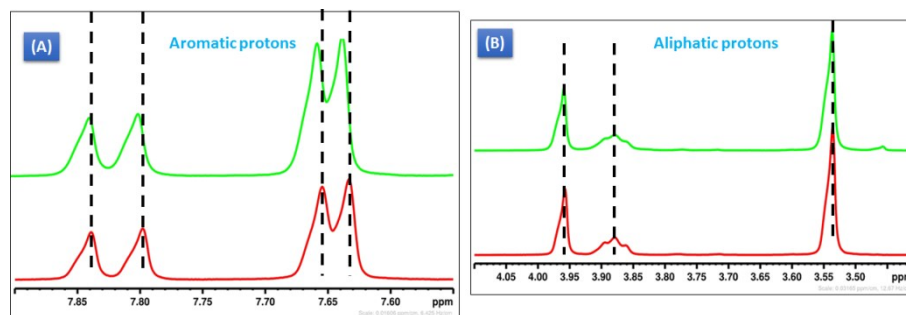 (A)
Aromatic protons
7.85 7.80 7.75 7.70 7.65 7.60 ppm
(B)
Aliphatic protons
4.05 4.00 3.95 3.90 3.85 3.80 3.75 3.70 3.65 3.60 3.55 3.50